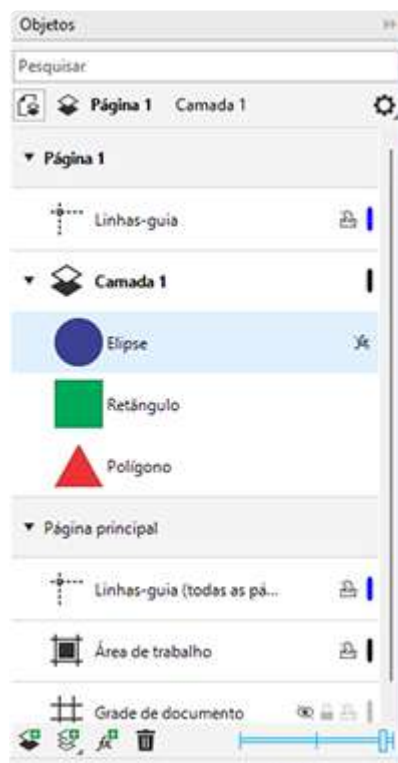 Objetos
Pesquisar
Página 1 Camada 1
Página 1
Linhas-guia
Camada 1
Elipse
Retângulo
Polígono
Página principal
Linhas-guia (todas as pá...
Área de trabalho
Grade de documento